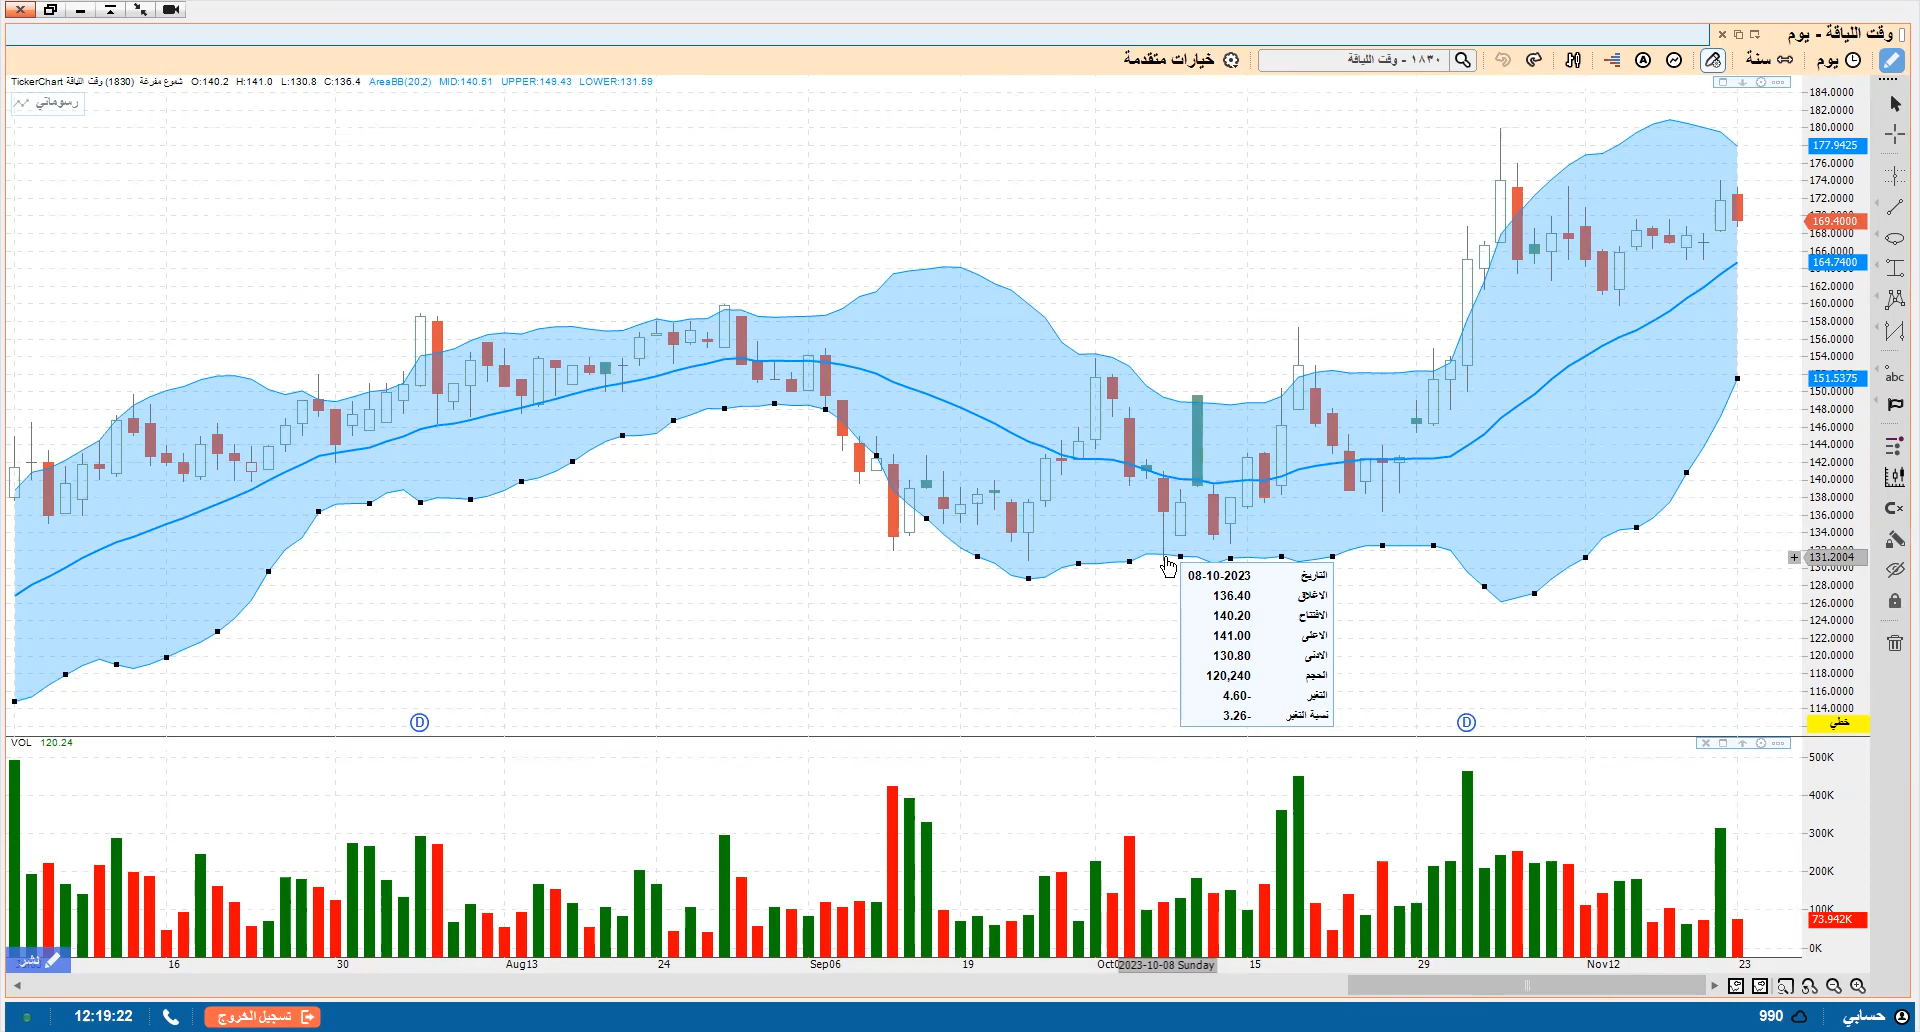 وقت اللياقة - يوم
يوم
سنة
١٨٣٠ - وقت اللياقة
خيارات متقدمة
TickerChart وقت اللياقة (1830) شموع مفرغة O:140.2 H:141.0 L:130.8 C:136.4 AreaBB(20,2) MID:140.51 UPPER:149.43 LOWER:131.59
رسوماتي
184.0000
182.0000
180.0000
177.9425
176.0000
174.0000
172.0000
169.4000
168.0000
166.0000
164.7400
162.0000
160.0000
158.0000
156.0000
154.0000
151.5375
150.0000
148.0000
146.0000
144.0000
142.0000
140.0000
138.0000
136.0000
134.0000
131.2004
130.0000
128.0000
126.0000
124.0000
122.0000
120.0000
118.0000
116.0000
114.0000
خطي
abc
التاريخ 08-10-2023
الاغلاق 136.40
الافتتاح 140.20
الاعلى 141.00
الادنى 130.80
الحجم 120,240
التغير 4.60-
نسبة التغير 3.26-
D
D
VOL 120.24
500K
400K
300K
200K
100K
73.942K
0K
نشر
16
30
Aug13
24
Sep06
19
2023-10-08 Sunday
15
29
Nov12
23
12:19:22
تسجيل الخروج
990
حسابي